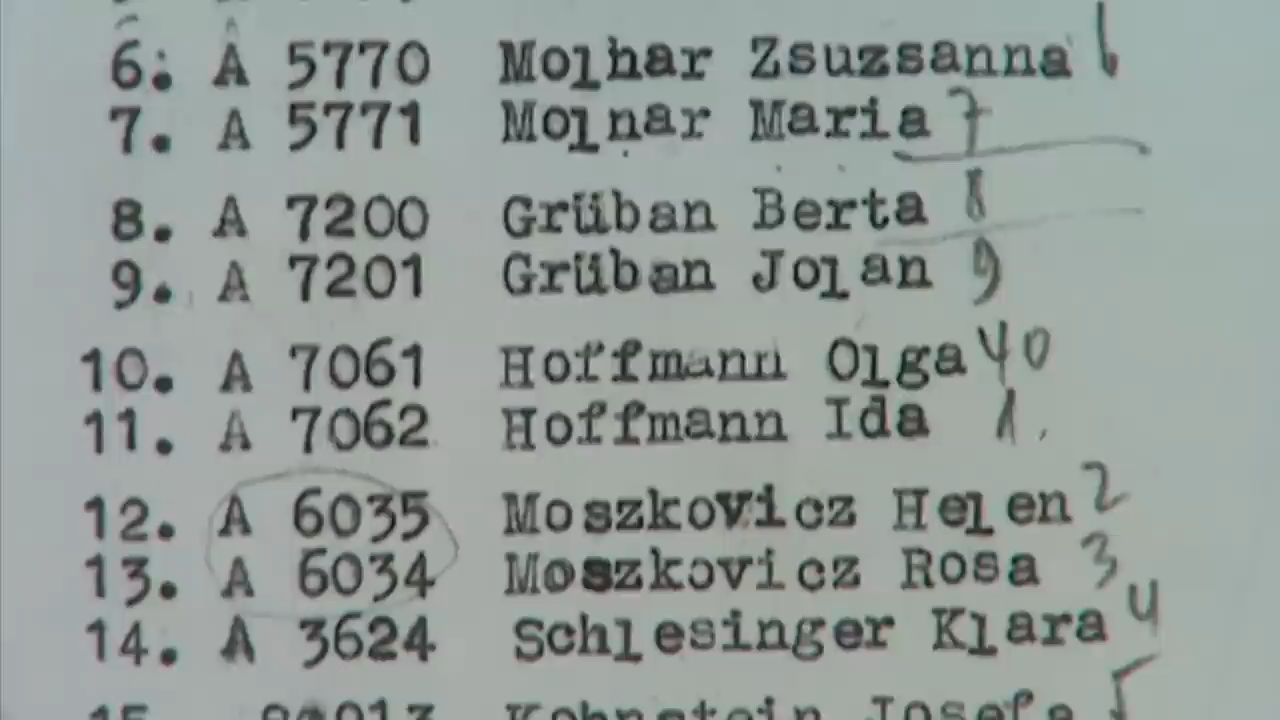 6. A 5770 Molnar Zsuzsanna 6
7. A 5771 Molnar Maria 7
8. A 7200 Grüban Berta 8
9. A 7201 Grüban Jolan 9
10. A 7061 Hoffmann Olga 10
11. A 7062 Hoffmann Ida 1.
12. A 6035 Moszkovicz Helen 2
13. A 6034 Moszkovicz Rosa 3
14. A 3624 Schlesinger Klara 4